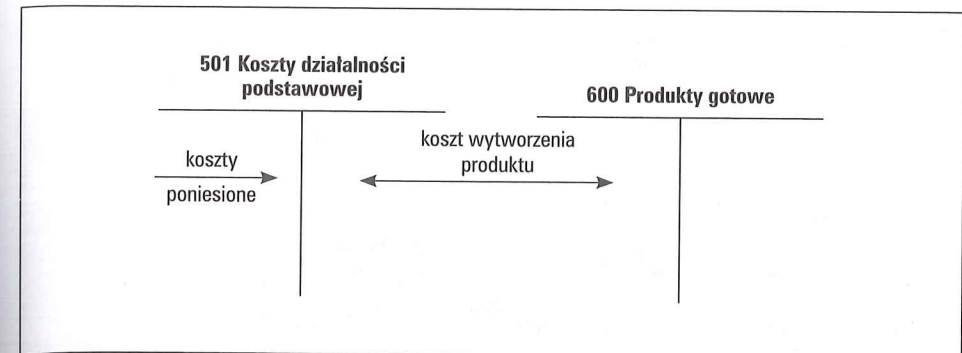 501 Koszty działalności
podstawowej
600 Produkty gotowe
koszt wytworzenia
produktu
koszty
poniesione